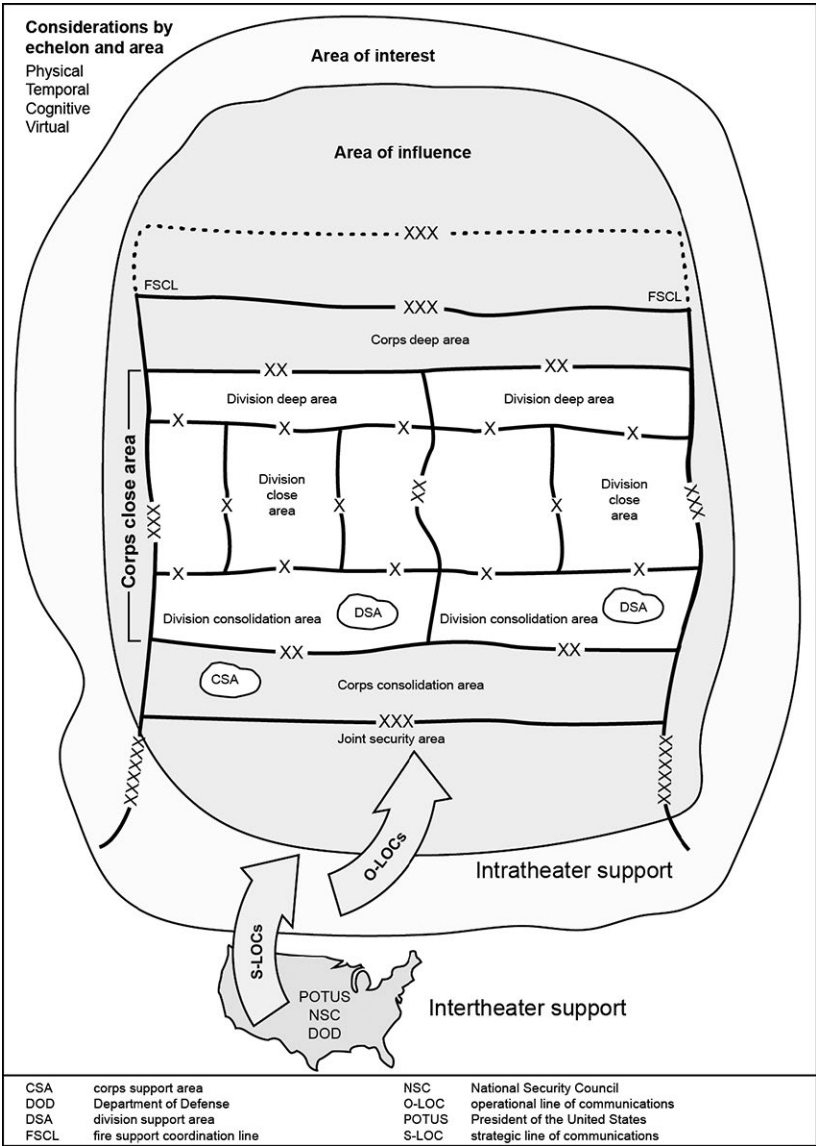 Considerations by
echelon and area
Physical
Temporal
Cognitive
Virtual
Area of interest
Area of influence
XXX
FSCL
XXX
FSCL
Corps deep area
XX
XX
Division deep area
Division deep area
X
X
X
X
X
Corps close area
XXX
X
Division
close
area
X
XX
X
Division
close
area
XXX
X
X
X
X
X
Division consolidation area
DSA
Division consolidation area
DSA
XX
XX
CSA
Corps consolidation area
XXX
Joint security area
XXXXXX
XXXXXX
O-LOCs
Intratheater support
S-LOCs
POTUS
NSC
DOD
Intertheater support
CSA corps support area
DOD Department of Defense
DSA division support area
FSCL fire support coordination line
NSC National Security Council
O-LOC operational line of communications
POTUS President of the United States
S-LOC strategic line of communications